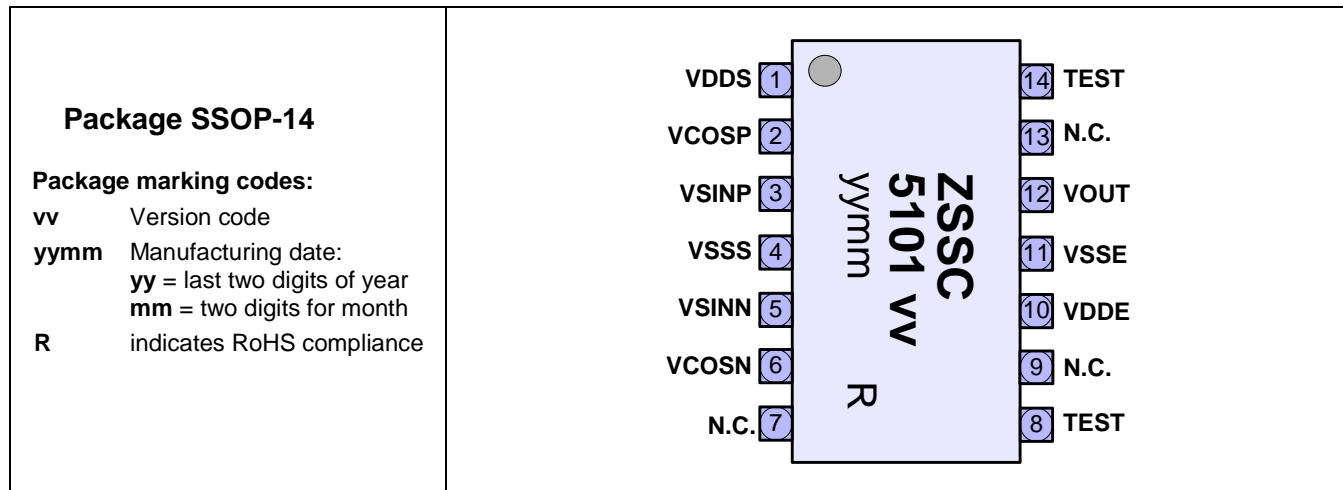 Package SSOP-14
Package marking codes:
vv Version code
yymm Manufacturing date:
yy = last two digits of year
mm = two digits for month
R indicates RoHS compliance
VDDS 1
VCOSP 2
VSINP 3
VSSS 4
VSINN 5
VCOSN 6
N.C. 7
ZSSC
5101 vv
yymm
R
14 TEST
13 N.C.
12 VOUT
11 VSSE
10 VDDE
9 N.C.
8 TEST